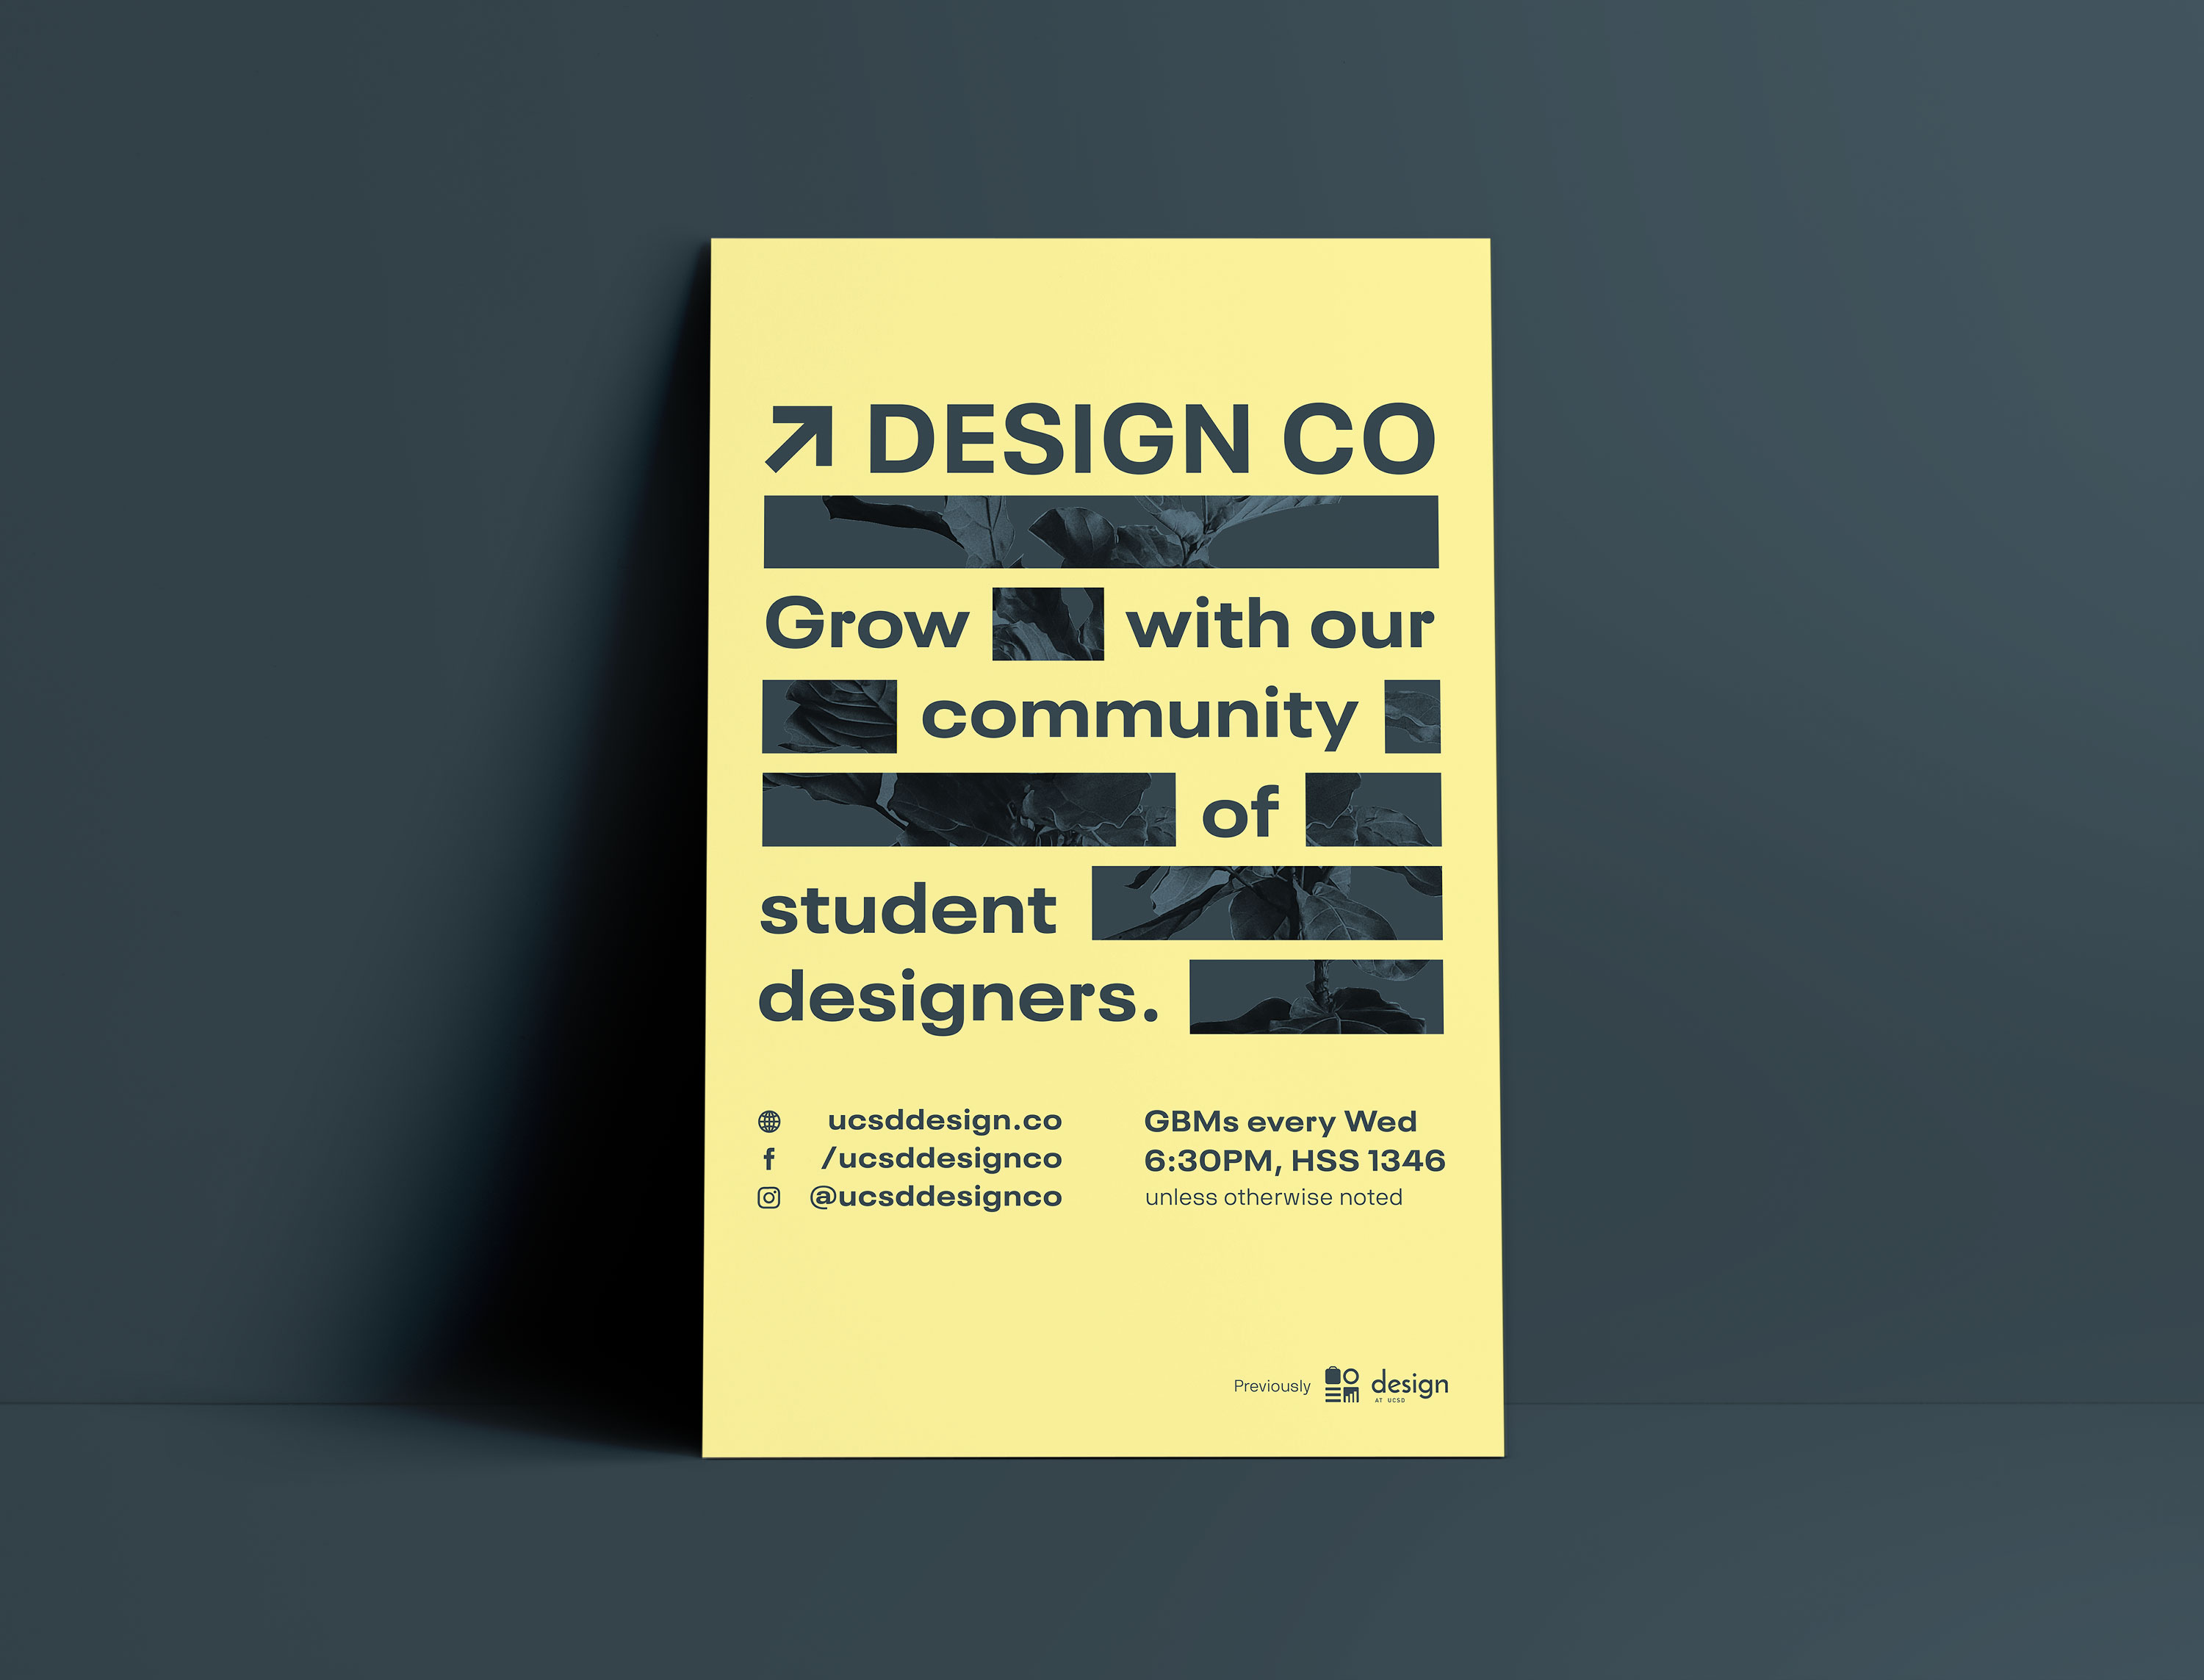 DESIGN CO
Grow with our
community
of
student
designers.
ucsddesign.co
/ucsddesignco
@ucsddesignco
GBMs every Wed
6:30PM, HSS 1346
unless otherwise noted
Previously
design
AT UCSD